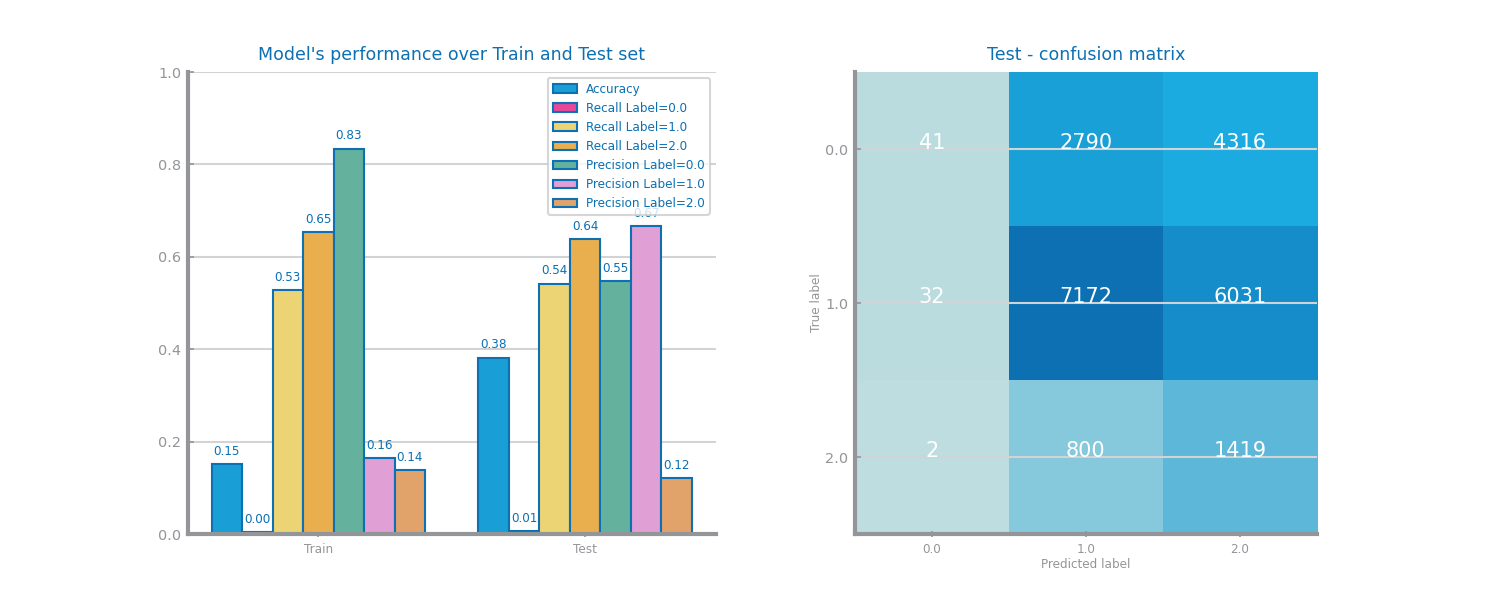 Model's performance over Train and Test set
1.0
0.8
0.6
0.4
0.2
0.0
Accuracy
Recall Label=0.0
Recall Label=1.0
Recall Label=2.0
Precision Label=0.0
Precision Label=1.0
Precision Label=2.0
0.15
0.00
0.53
0.65
0.83
0.16
0.14
0.38
0.01
0.54
0.64
0.55
0.67
0.12
Train
Test
Test - confusion matrix
True label
0.0
41 2790 4316
1.0
32 7172 6031
2.0
2 800 1419
0.0 1.0 2.0
Predicted label